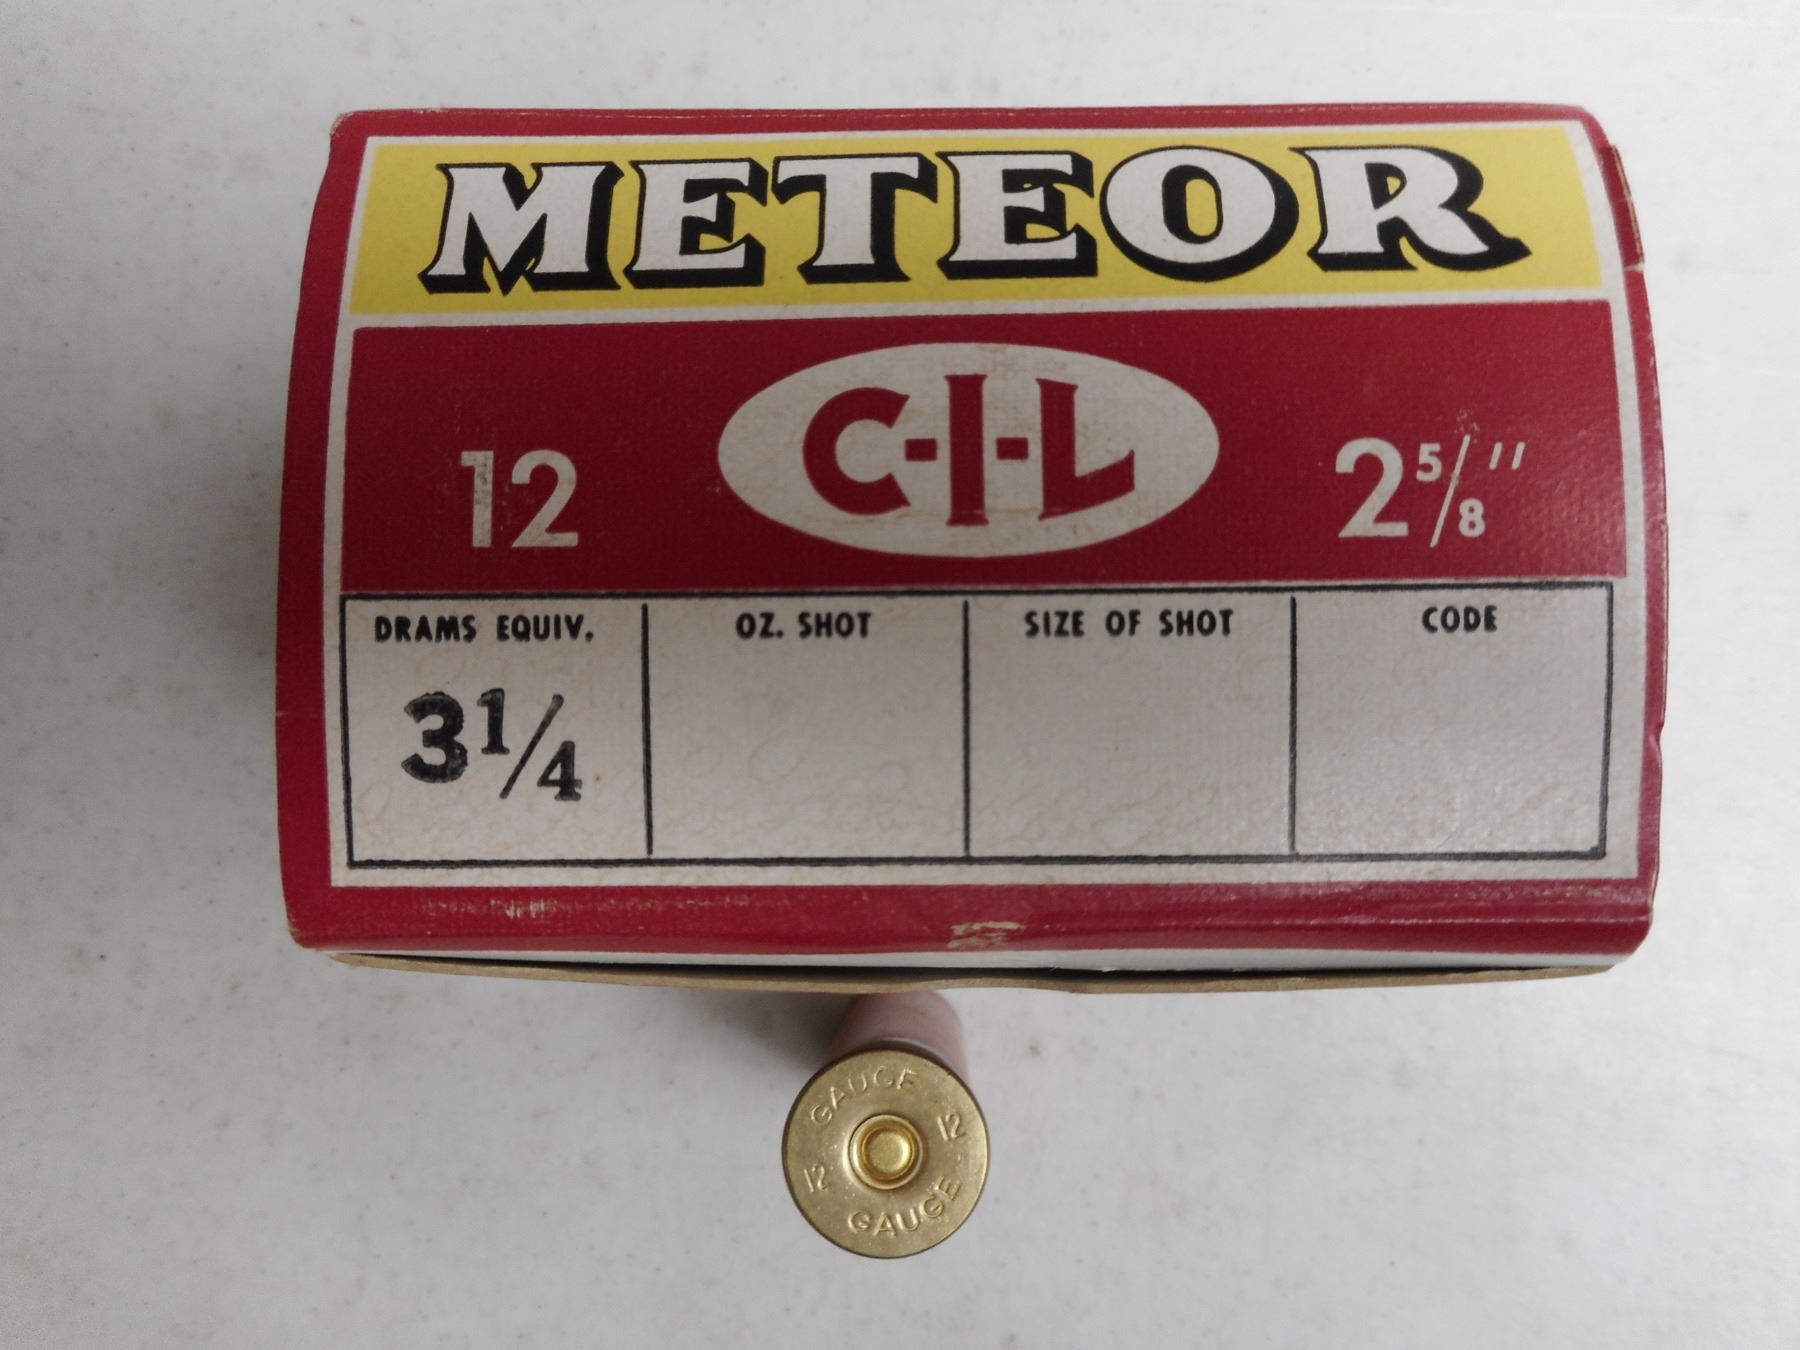 METEOR
12 C-I-L 2 5/8"
DRAMS EQUIV. OZ. SHOT SIZE OF SHOT CODE
3 1/4
GAUGE
12 12
GAUGE